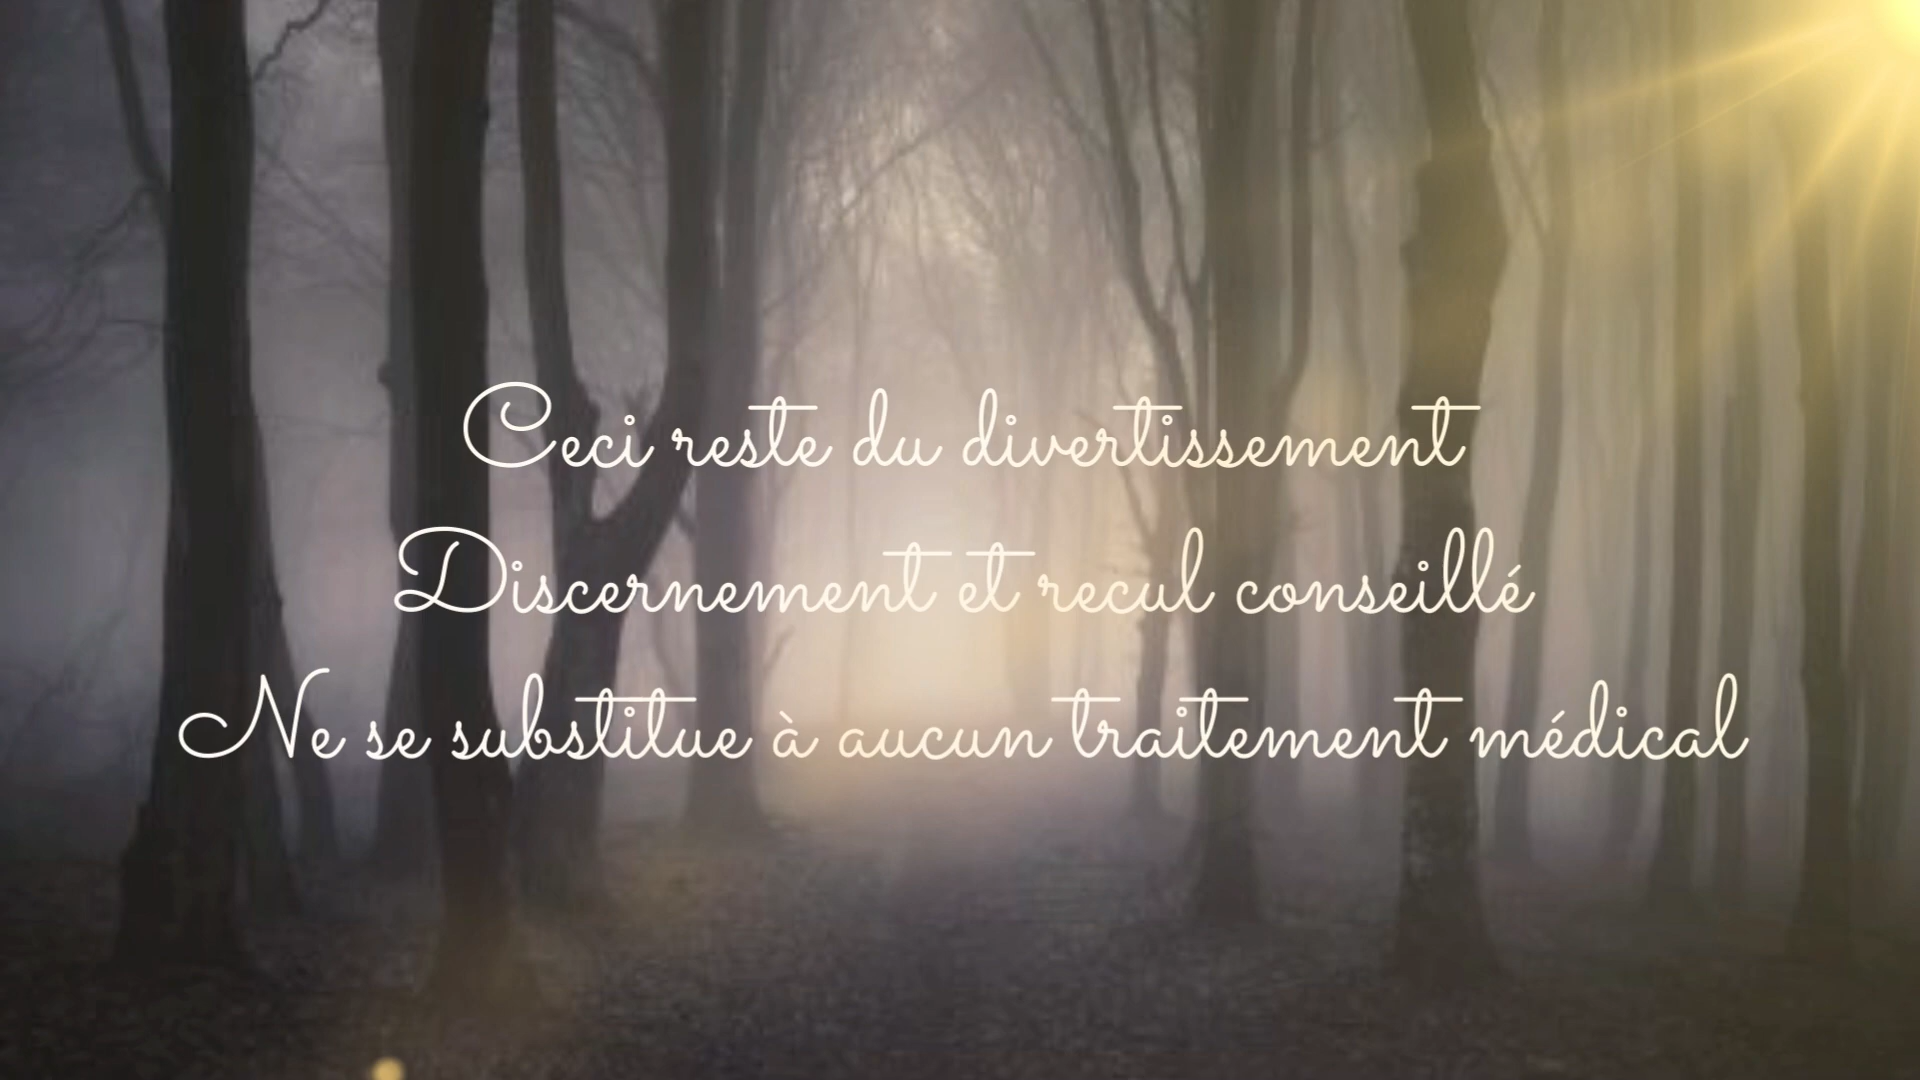 Ceci reste du divertissement
Discernement et recul conseillé
Ne se substitue à aucun traitement médical